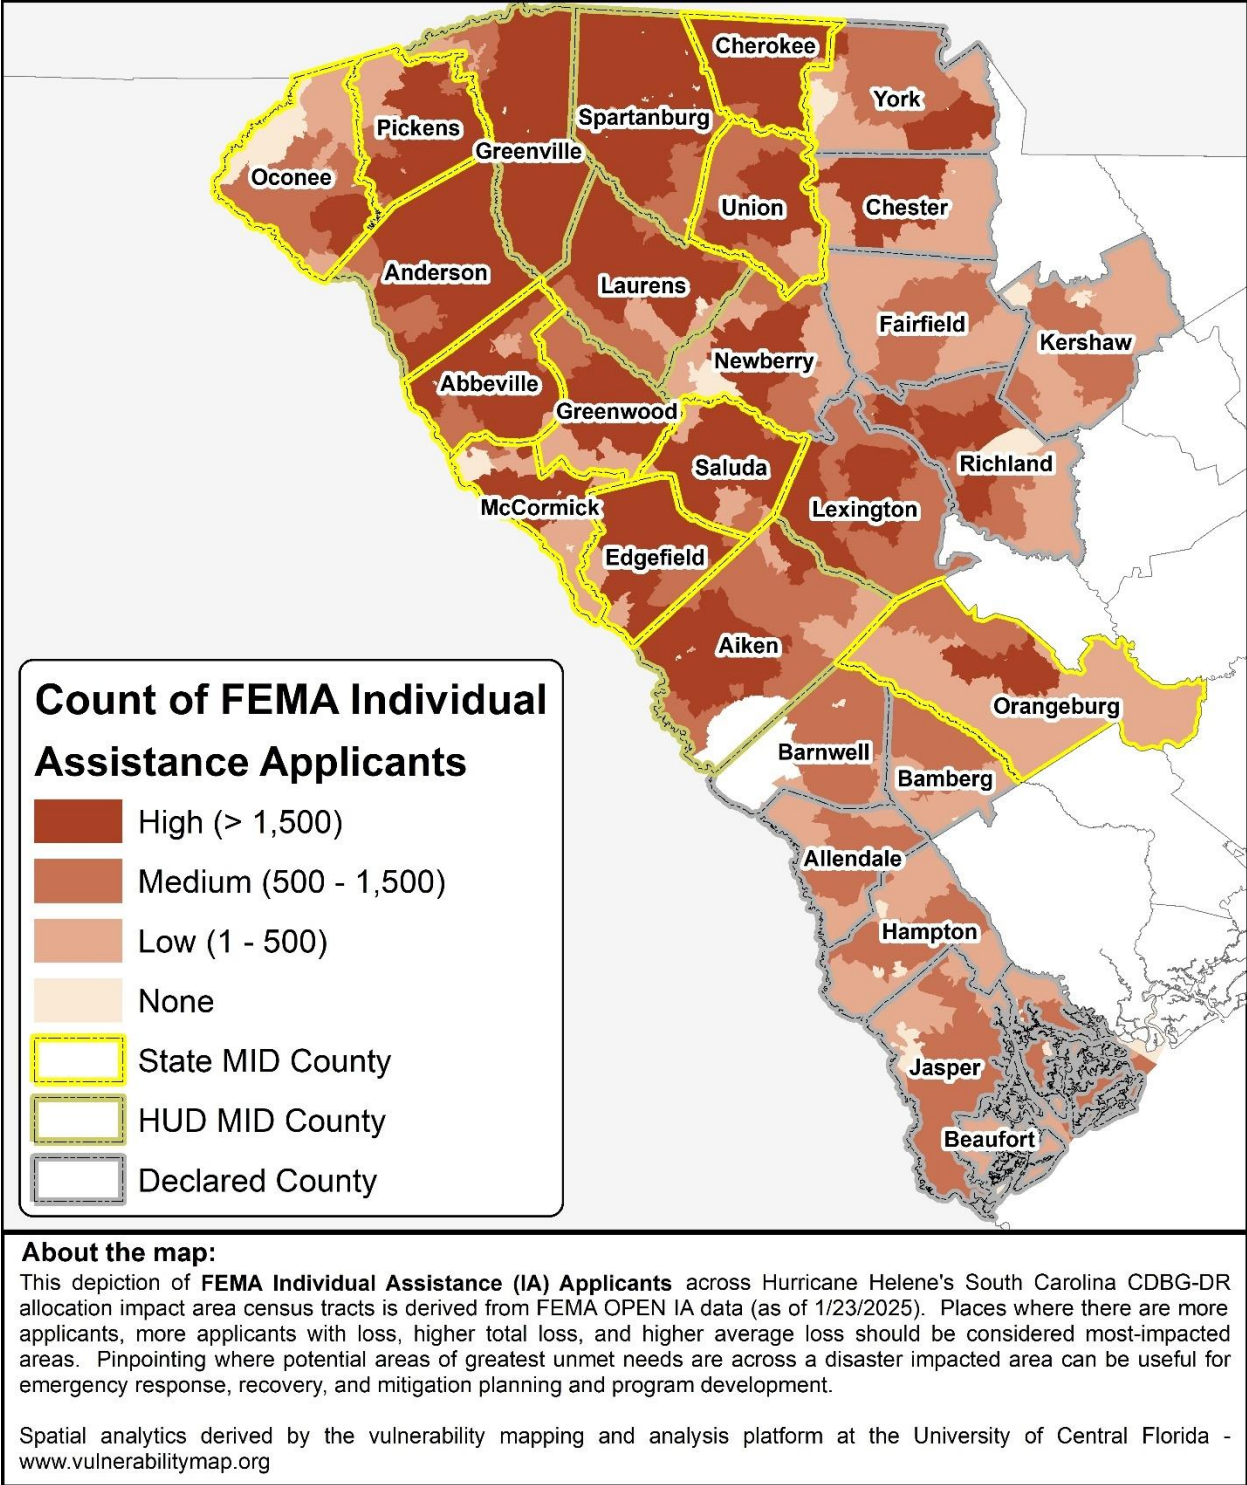 Cherokee
York
Spartanburg
Pickens
Greenville
Oconee
Union
Chester
Anderson
Laurens
Fairfield
Kershaw
Newberry
Abbeville
Greenwood
Richland
Saluda
McCormick
Lexington
Edgefield
Aiken
Orangeburg
Barnwell
Bamberg
Allendale
Hampton
Jasper
Beaufort
Count of FEMA Individual
Assistance Applicants
High (> 1,500)
Medium (500 - 1,500)
Low (1 - 500)
None
State MID County
HUD MID County
Declared County
About the map:
This depiction of FEMA Individual Assistance (IA) Applicants across Hurricane Helene's South Carolina CDBG-DR
allocation impact area census tracts is derived from FEMA OPEN IA data (as of 1/23/2025). Places where there are more
applicants, more applicants with loss, higher total loss, and higher average loss should be considered most-impacted
areas. Pinpointing where potential areas of greatest unmet needs are across a disaster impacted area can be useful for
emergency response, recovery, and mitigation planning and program development.
Spatial analytics derived by the vulnerability mapping and analysis platform at the University of Central Florida -
www.vulnerabilitymap.org